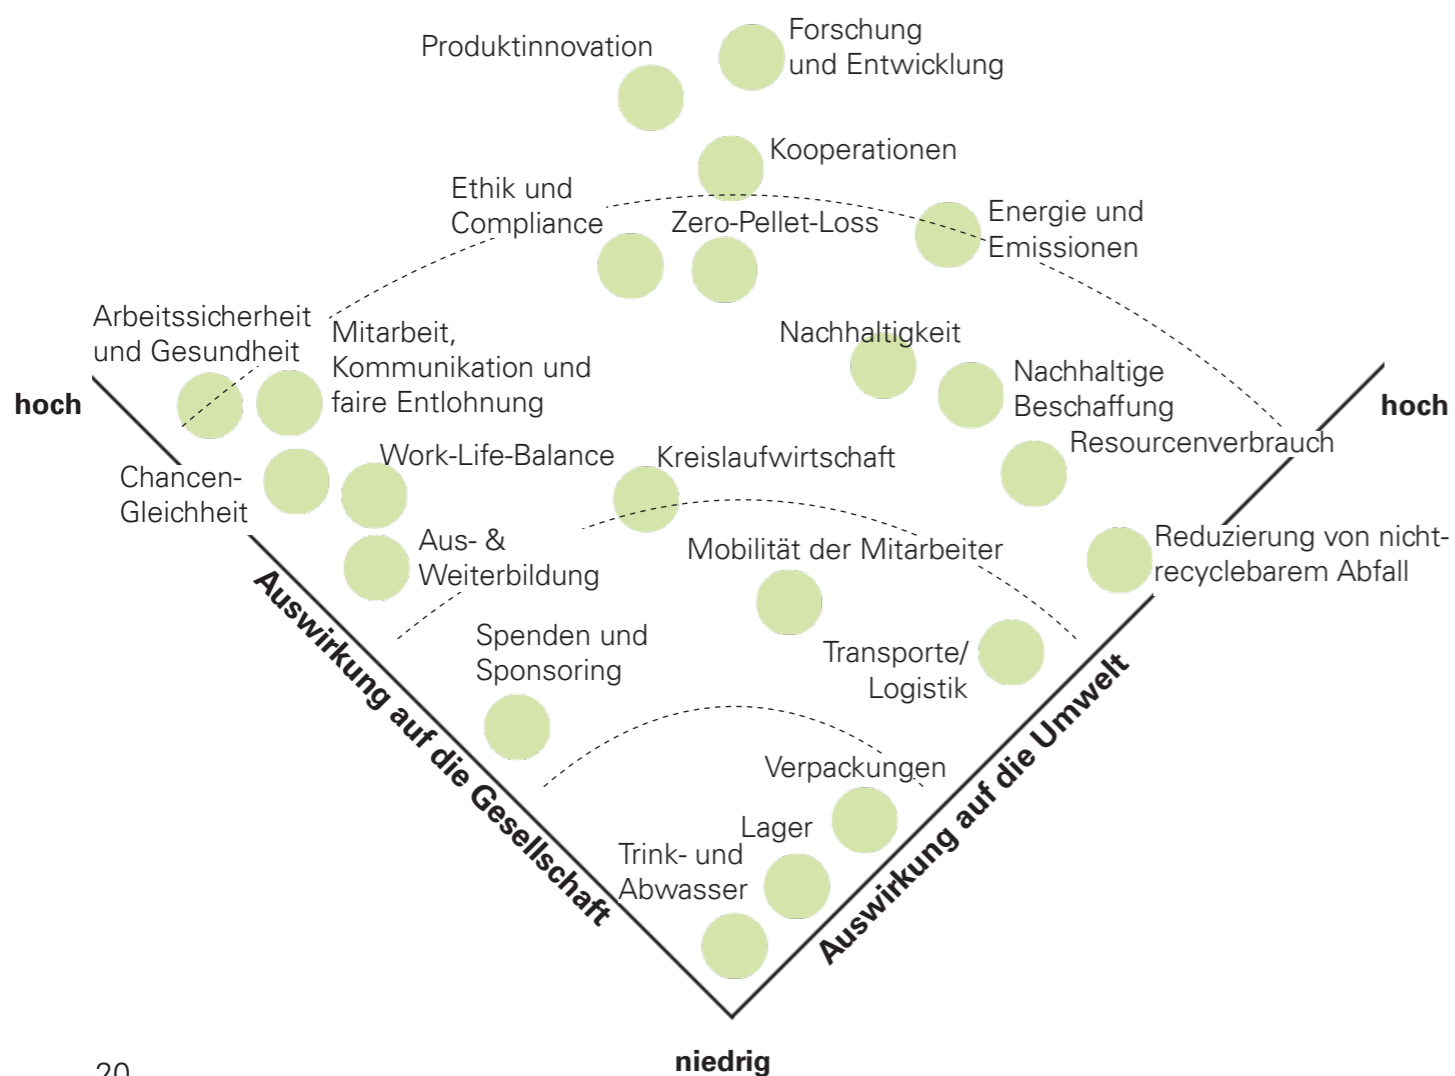 Forschung
und Entwicklung
Produktinnovation
Kooperationen
Ethik und
Compliance
Zero-Pellet-Loss
Energie und
Emissionen
Arbeitssicherheit
und Gesundheit
Mitarbeit,
Kommunikation und
faire Entlohnung
Nachhaltigkeit
Nachhaltige
Beschaffung
hoch
hoch
Resourcenverbrauch
Work-Life-Balance
Kreislaufwirtschaft
Chancen-
Gleichheit
Aus- &
Weiterbildung
Mobilität der Mitarbeiter
Reduzierung von nicht-
recyclebarem Abfall
Spenden und
Sponsoring
Transporte/
Logistik
Auswirkung auf die Gesellschaft
Auswirkung auf die Umwelt
Verpackungen
Lager
Trink- und
Abwasser
niedrig
20